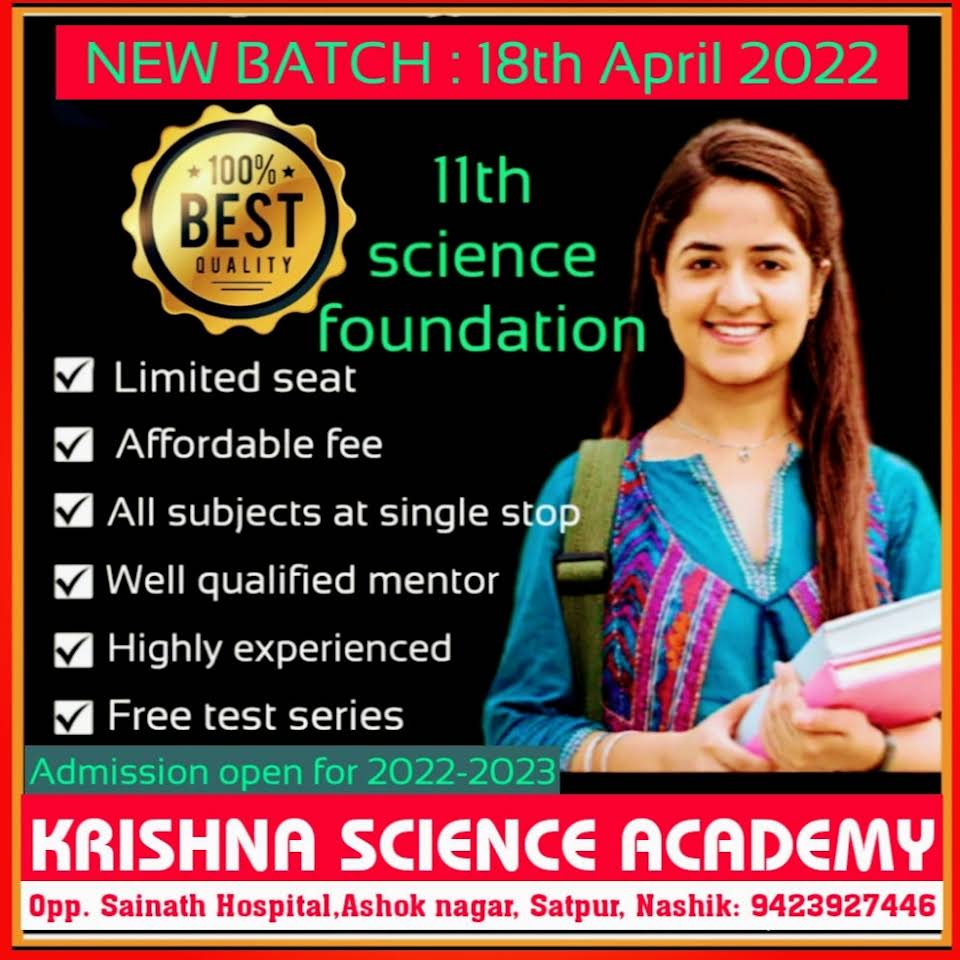 NEW BATCH : 18th April 2022
100%
BEST
QUALITY
11th
science
foundation
Limited seat
Affordable fee
All subjects at single stop
Well qualified mentor
Highly experienced
Free test series
Admission open for 2022-2023
KRISHNA SCIENCE ACADEMY
Opp. Sainath Hospital,Ashok nagar, Satpur, Nashik: 9423927446